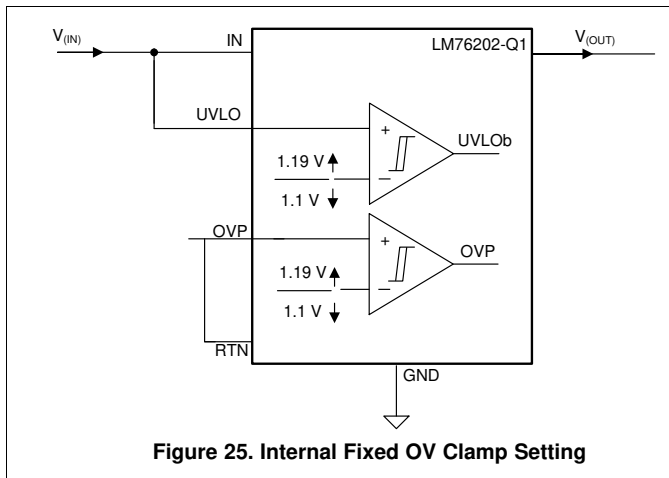 V(IN)
IN
LM76202-Q1
V(OUT)
UVLO
+
UVLOb
1.19 V
–
1.1 V
OVP
+
OVP
1.19 V
–
1.1 V
RTN
GND
Figure 25. Internal Fixed OV Clamp Setting